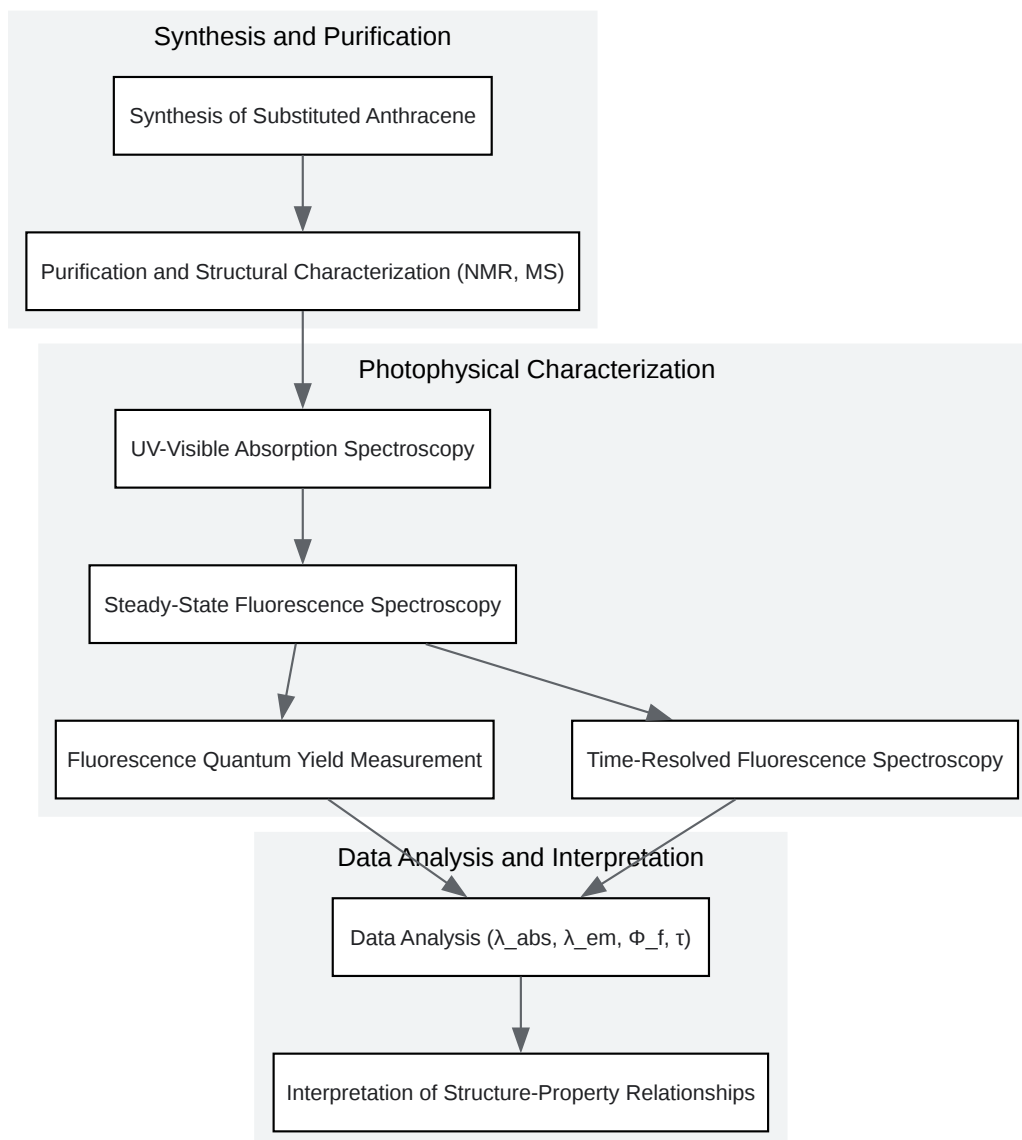 Synthesis and Purification
Synthesis of Substituted Anthracene
Purification and Structural Characterization (NMR, MS)
Photophysical Characterization
UV-Visible Absorption Spectroscopy
Steady-State Fluorescence Spectroscopy
Fluorescence Quantum Yield Measurement
Time-Resolved Fluorescence Spectroscopy
Data Analysis and Interpretation
Data Analysis (λ_abs, λ_em, Φ_f, τ)
Interpretation of Structure-Property Relationships